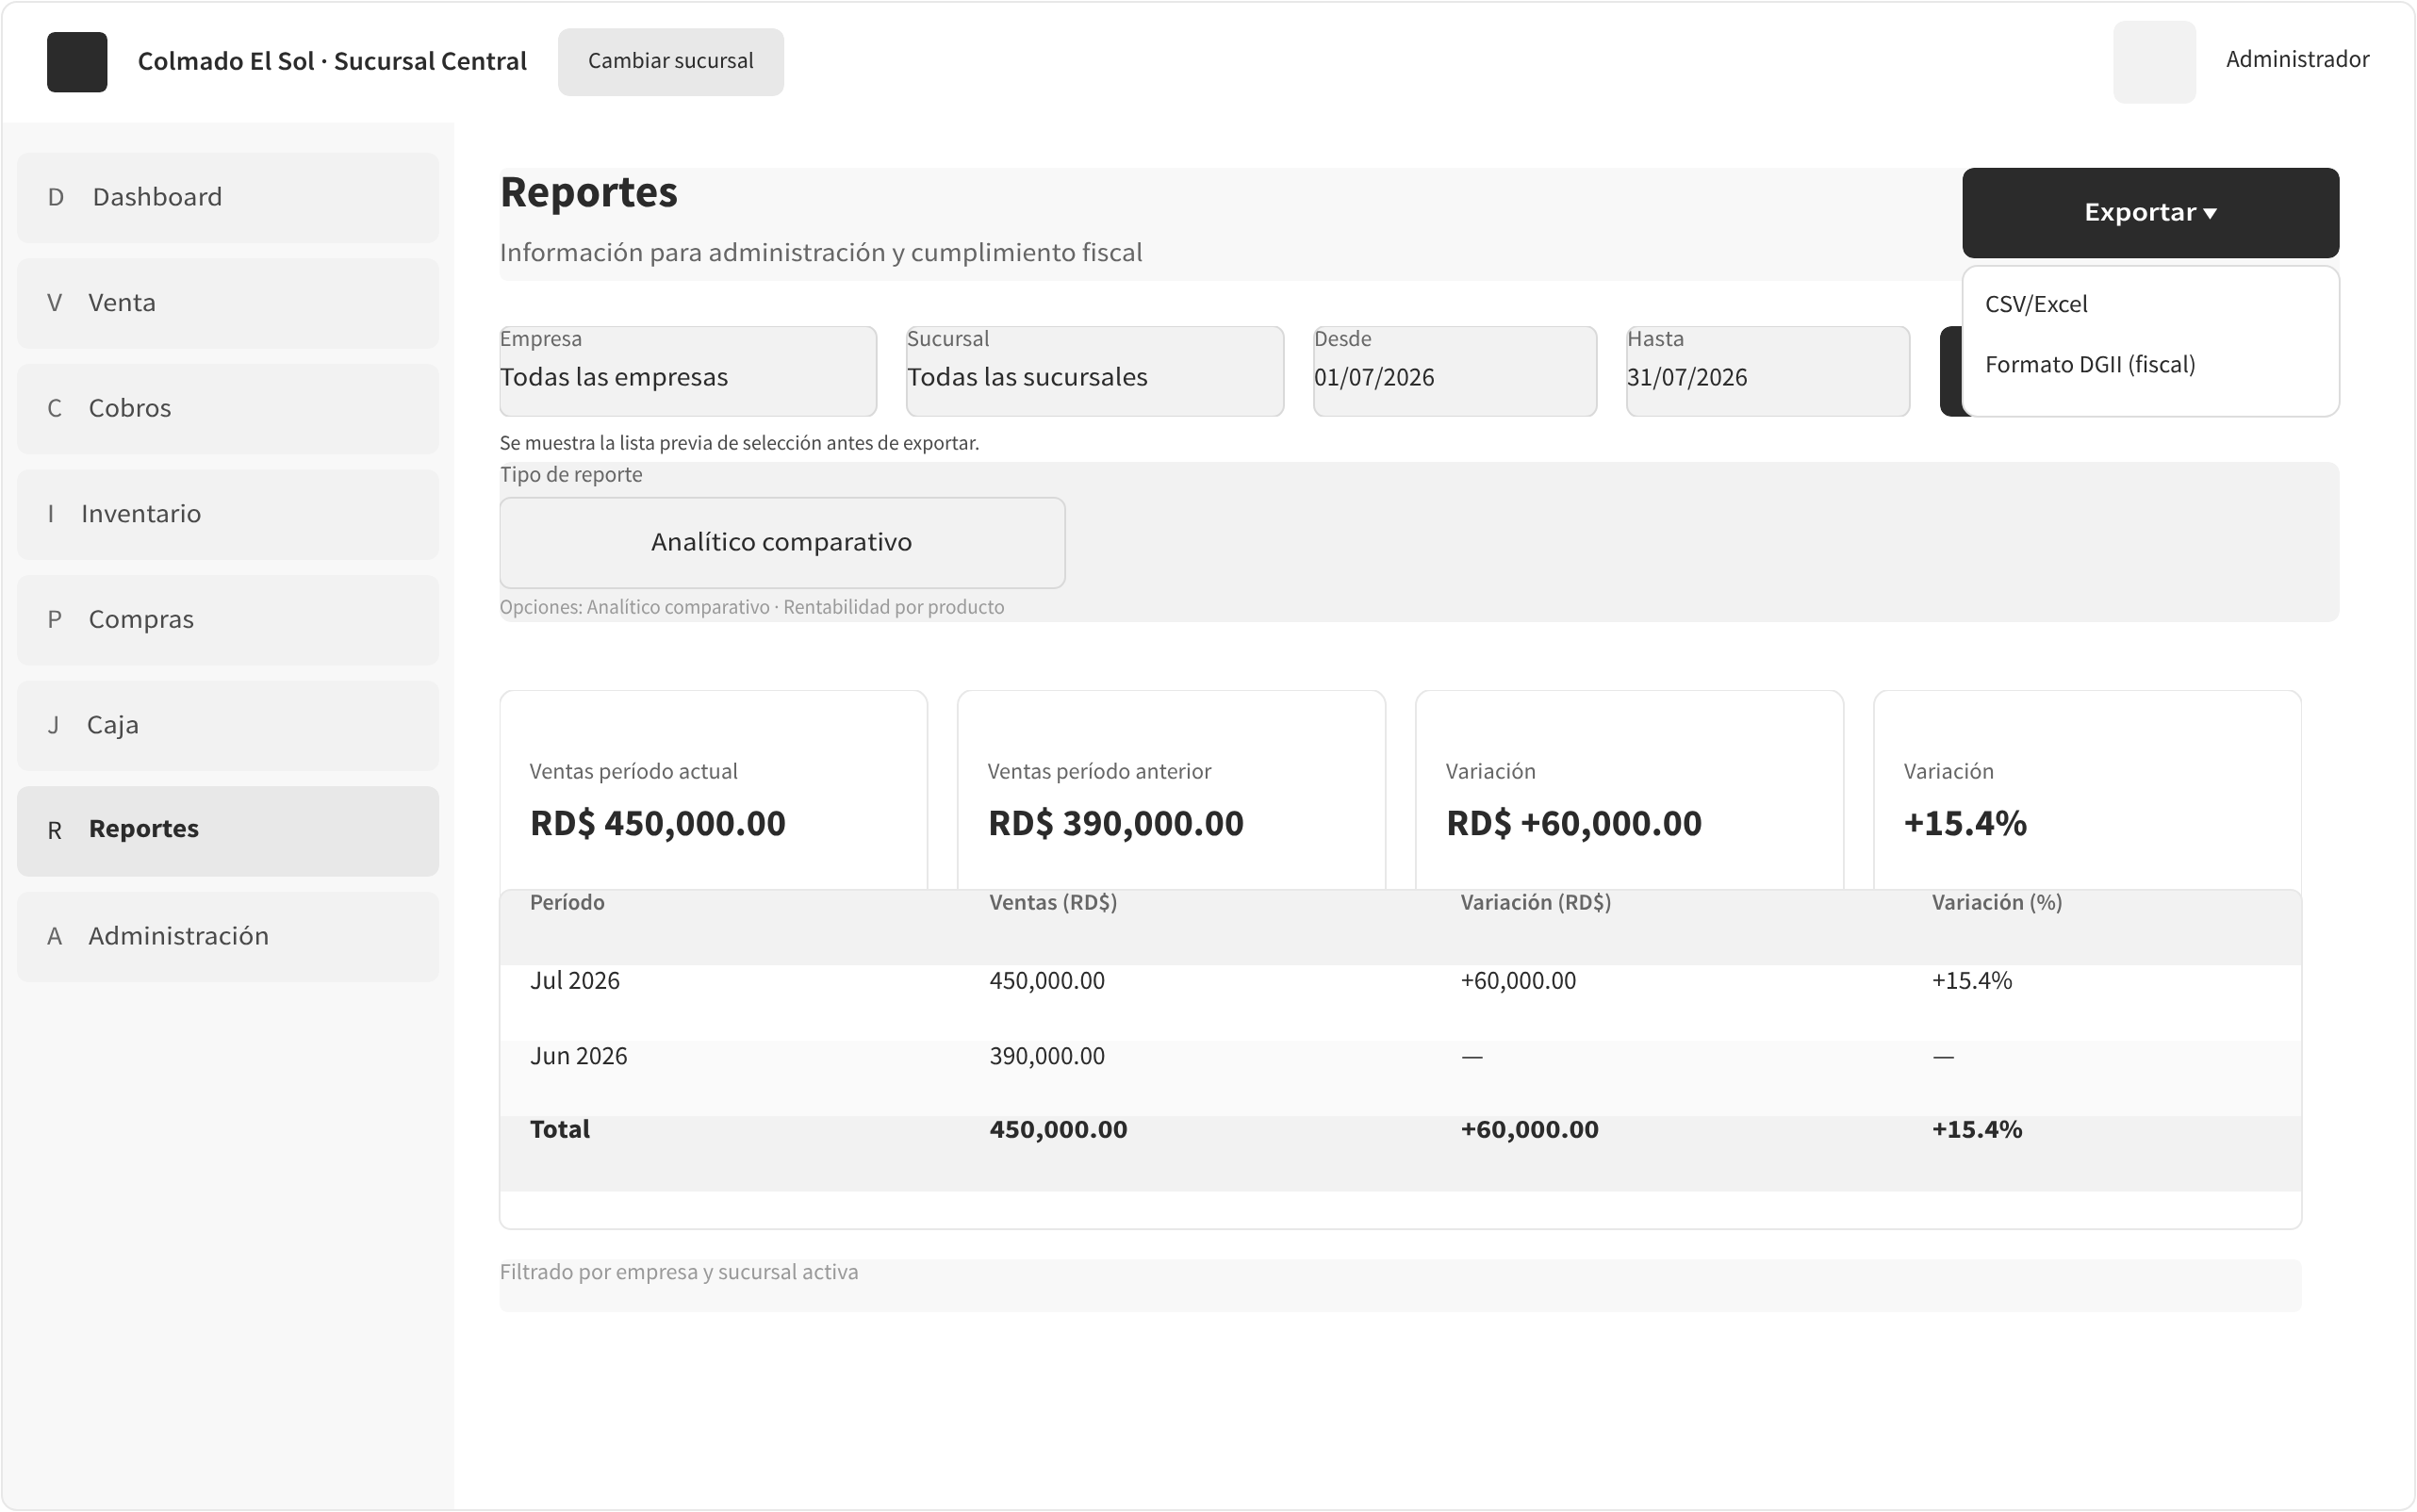 Colmado El Sol · Sucursal Central
Cambiar sucursal
Administrador
D Dashboard
V Venta
C Cobros
I Inventario
P Compras
J Caja
R Reportes
A Administración
Reportes
Información para administración y cumplimiento fiscal
Exportar ▾
CSV/Excel
Formato DGII (fiscal)
Empresa
Todas las empresas
Sucursal
Todas las sucursales
Desde
01/07/2026
Hasta
31/07/2026
Se muestra la lista previa de selección antes de exportar.
Tipo de reporte
Analítico comparativo
Opciones: Analítico comparativo · Rentabilidad por producto
Ventas período actual
RD$ 450,000.00
Ventas período anterior
RD$ 390,000.00
Variación
RD$ +60,000.00
Variación
+15.4%
Período Ventas (RD$) Variación (RD$) Variación (%)
Jul 2026 450,000.00 +60,000.00 +15.4%
Jun 2026 390,000.00 — —
Total 450,000.00 +60,000.00 +15.4%
Filtrado por empresa y sucursal activa